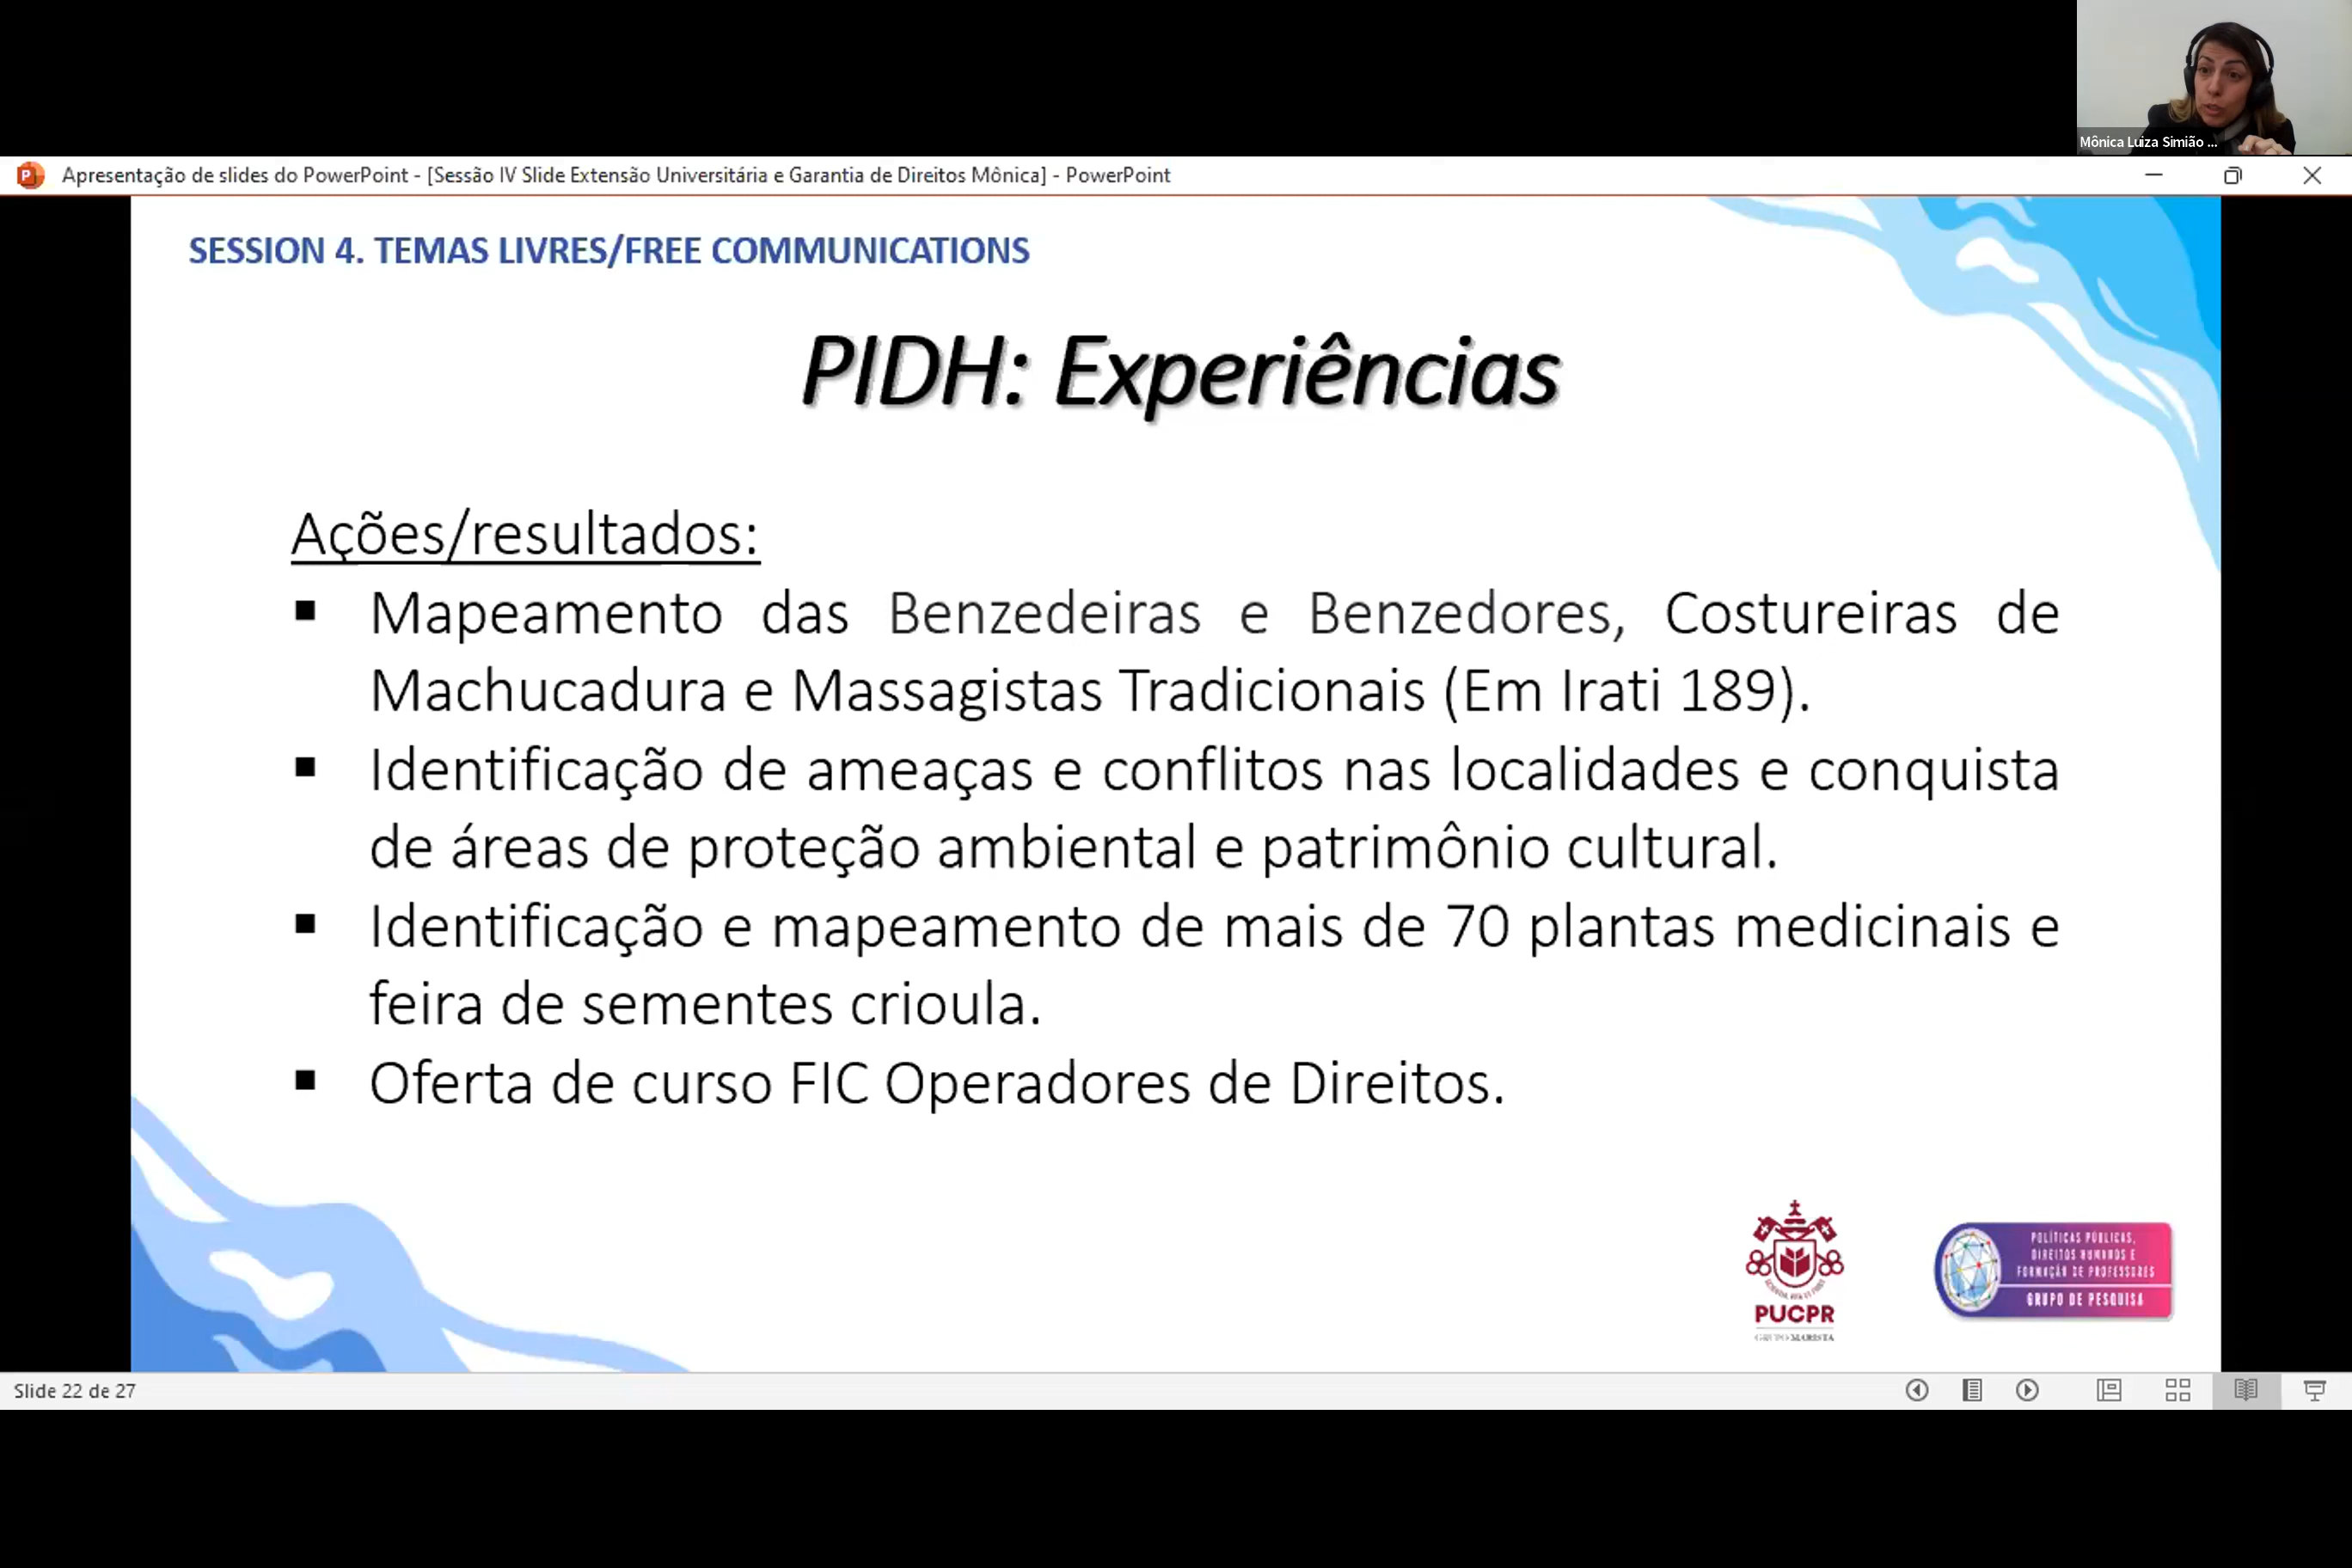 Mônica Luiza Simião ...
Apresentação de slides do PowerPoint - [Sessão IV Slide Extensão Universitária e Garantia de Direitos Mônica] - PowerPoint
SESSION 4. TEMAS LIVRES/FREE COMMUNICATIONS
PIDH: Experiências
Ações/resultados:
▪ Mapeamento das Benzedeiras e Benzedores, Costureiras de
Machucadura e Massagistas Tradicionais (Em Irati 189).
▪ Identificação de ameaças e conflitos nas localidades e conquista
de áreas de proteção ambiental e patrimônio cultural.
▪ Identificação e mapeamento de mais de 70 plantas medicinais e
feira de sementes crioula.
▪ Oferta de curso FIC Operadores de Direitos.
PUCPR
GRUPO MARISTA
POLÍTICAS PÚBLICAS,
DIREITOS HUMANOS E
FORMAÇÃO DE PROFESSORES
GRUPO DE PESQUISA
Slide 22 de 27